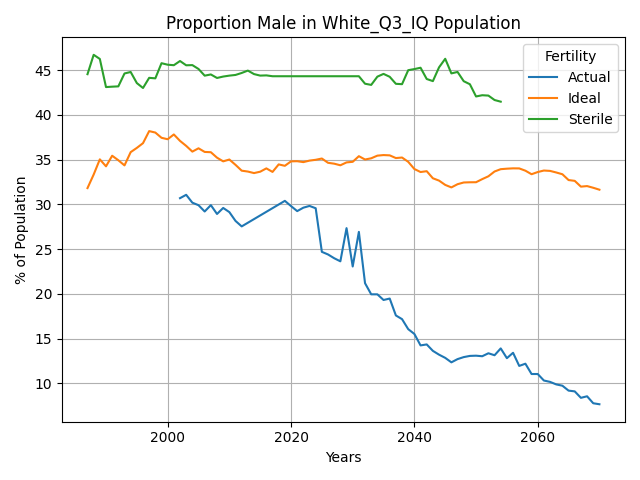 Proportion Male in White_Q3_IQ Population
% of Population
45
40
35
30
25
20
15
10
2000
2020
2040
2060
Years
Fertility
Actual
Ideal
Sterile